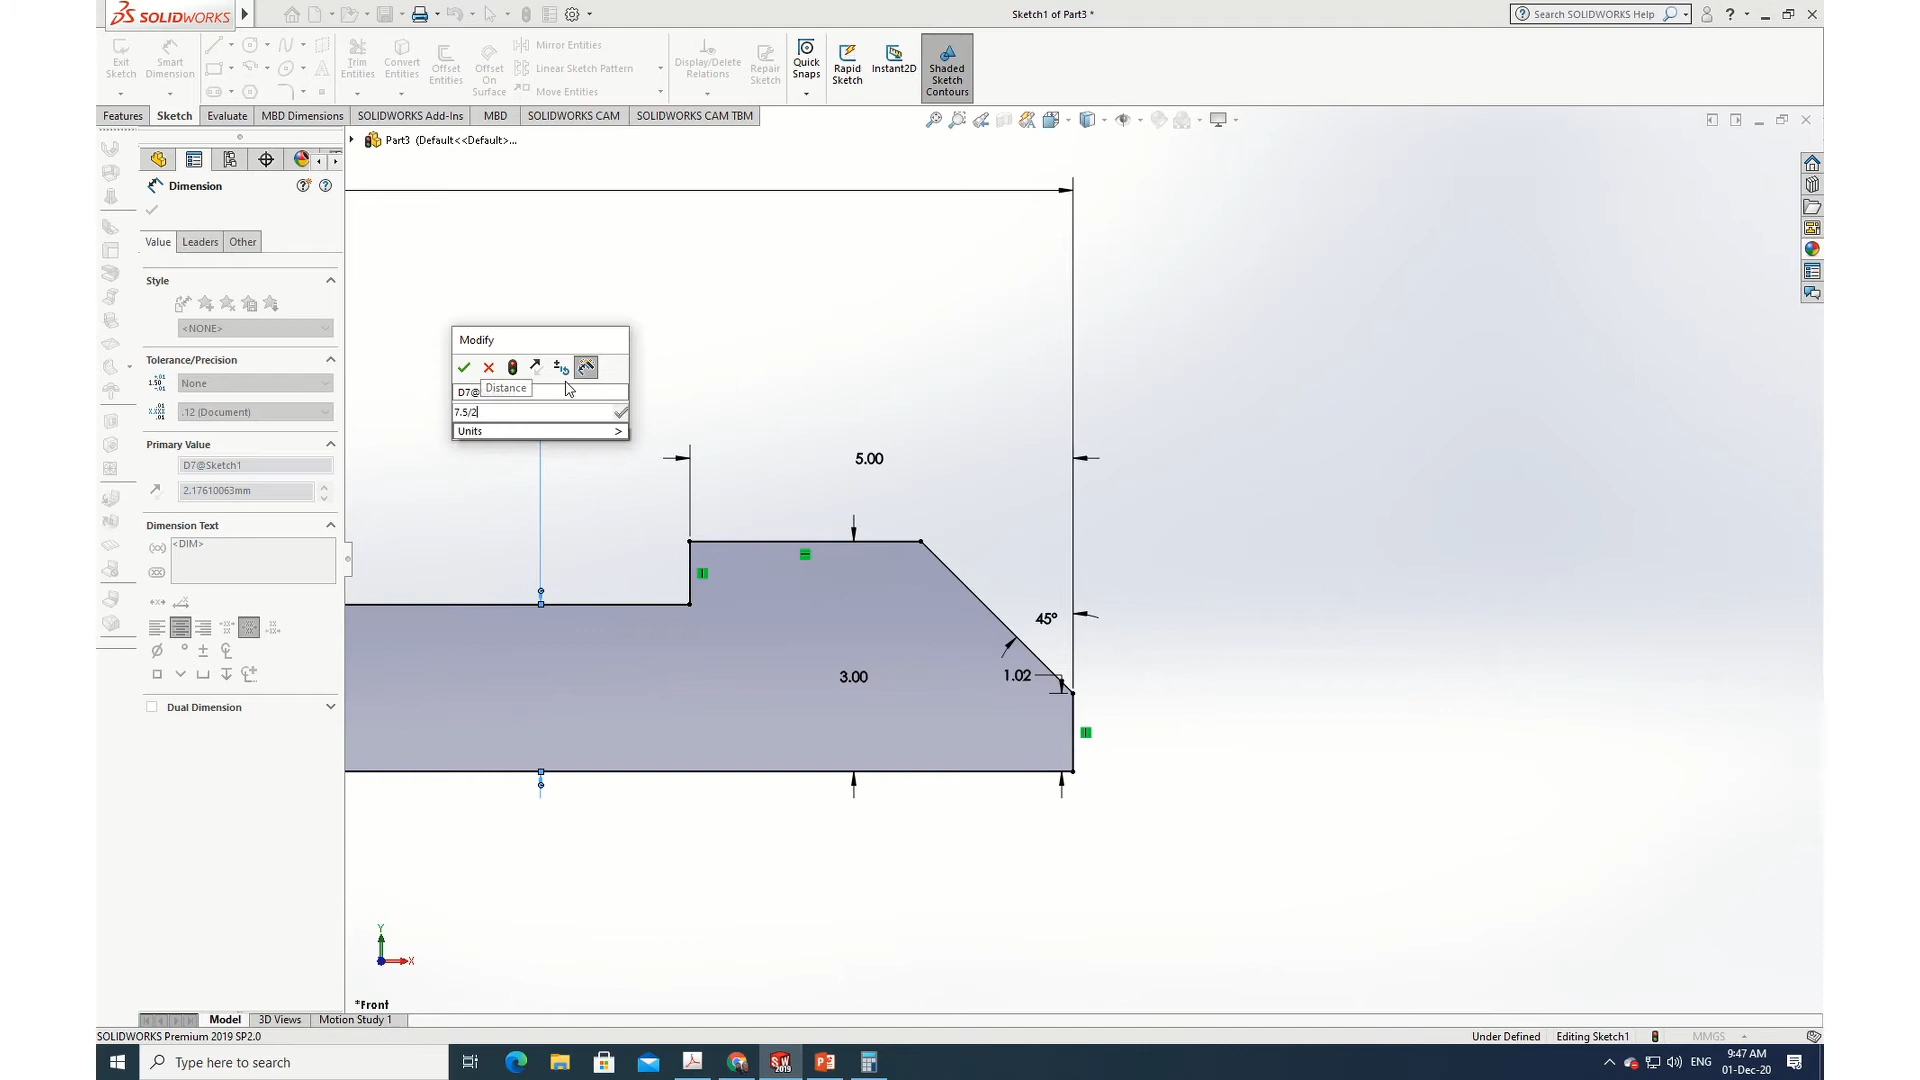 SOLIDWORKS
Sketch1 of Part3 *
Search SOLIDWORKS Help
Exit Sketch
Smart Dimension
Trim Entities
Convert Entities
Offset Entities
Offset On Surface
Mirror Entities
Linear Sketch Pattern
Move Entities
Display/Delete Relations
Repair Sketch
Quick Snaps
Rapid Sketch
Instant2D
Shaded Sketch Contours
Features
Sketch
Evaluate
MBD Dimensions
SOLIDWORKS Add-Ins
MBD
SOLIDWORKS CAM
SOLIDWORKS CAM TBM
Part3 (Default<<Default>...
Dimension
Value
Leaders
Other
Style
<NONE>
Tolerance/Precision
None
.12 (Document)
Primary Value
D7@Sketch1
2.17610063mm
Dimension Text
<DIM>
Dual Dimension
Modify
D7@
Distance
7.5/2
Units >
5.00
45°
1.02
3.00
Y
X
*Front
Model
3D Views
Motion Study 1
SOLIDWORKS Premium 2019 SP2.0
Under Defined
Editing Sketch1
MMGS
Type here to search
ENG
9:47 AM
01-Dec-20